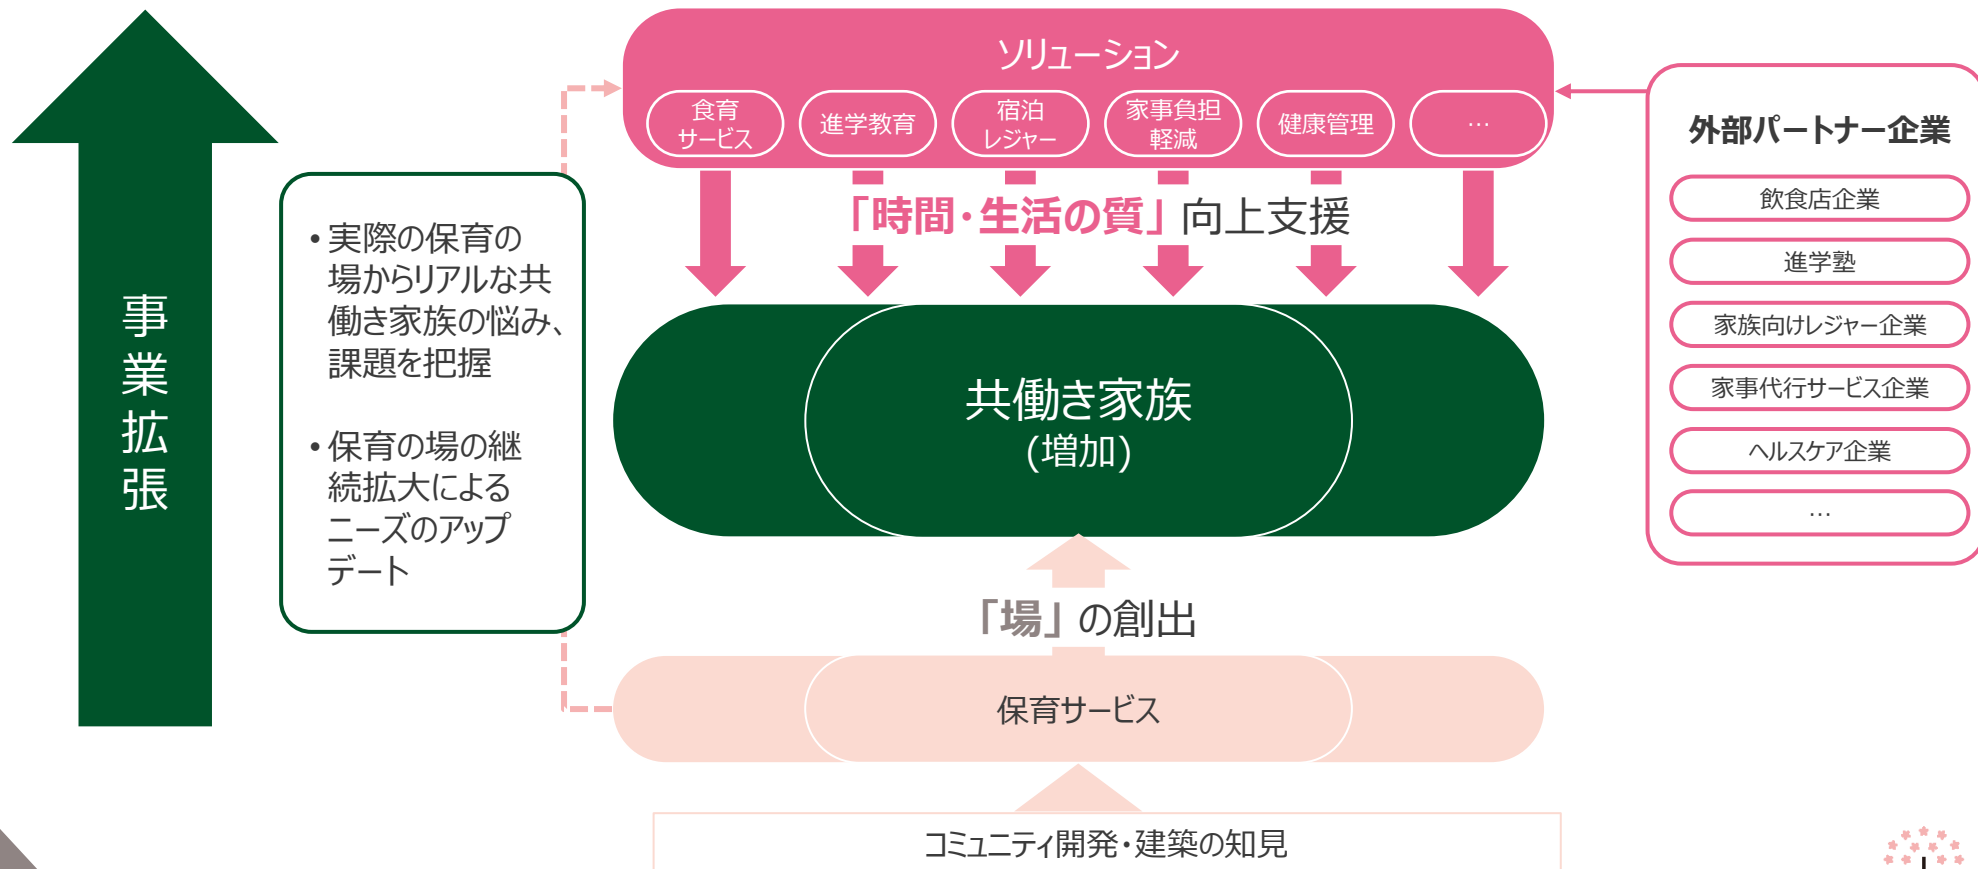 事業拡張
ソリューション
食育
サービス
進学教育
宿泊
レジャー
家事負担
軽減
健康管理
…
「時間・生活の質」向上支援
・実際の保育の
場からリアルな共
働き家族の悩み、
課題を把握
・保育の場の継
続拡大による
ニーズのアップ
デート
共働き家族
(増加)
「場」の創出
保育サービス
コミュニティ開発・建築の知見
外部パートナー企業
飲食店企業
進学塾
家族向けレジャー企業
家事代行サービス企業
ヘルスケア企業
…